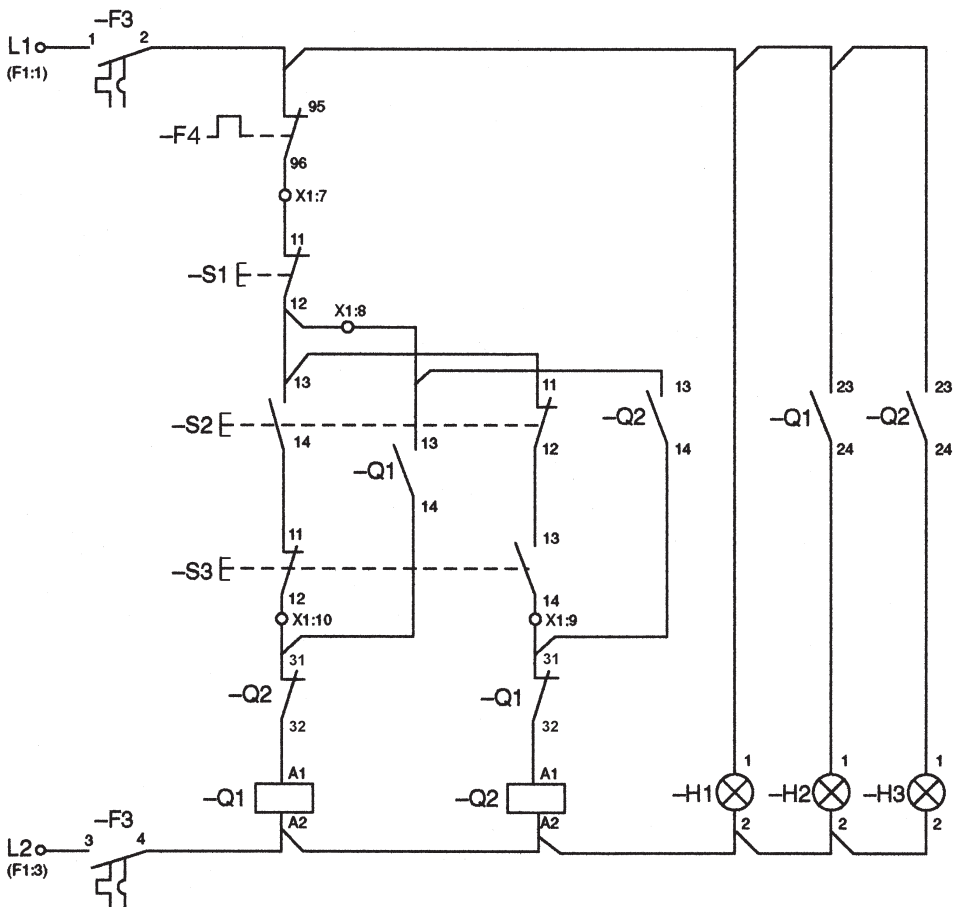 –F3
L1 1 2
(F1:1)
95
–F4
96
X1:7
11
–S1
12 X1:8
13 11 13 23 23
–S2 –Q2 –Q1 –Q2
14 13 12 14 24 24
–Q1
14
11 13
–S3
12 14
X1:10 X1:9
31 31
–Q2 –Q1
32 32
A1 A1 1 1 1
–Q1 –Q2 –H1 –H2 –H3
A2 A2 2 2 2
–F3
L2 3 4
(F1:3)